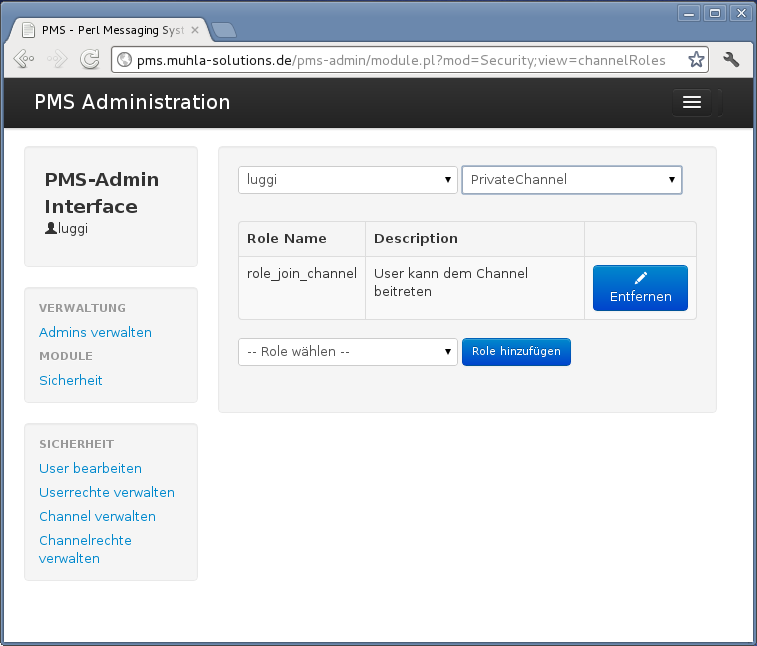 PMS - Perl Messaging Syst
pms.muhla-solutions.de/pms-admin/module.pl?mod=Security;view=channelRoles
PMS Administration
PMS-Admin
Interface
luggi
VERWALTUNG
Admins verwalten
MODULE
Sicherheit
SICHERHEIT
User bearbeiten
Userrechte verwalten
Channel verwalten
Channelrechte
verwalten
luggi PrivateChannel
Role Name Description
role_join_channel User kann dem Channel
beitreten
Entfernen
-- Role wählen -- Role hinzufügen